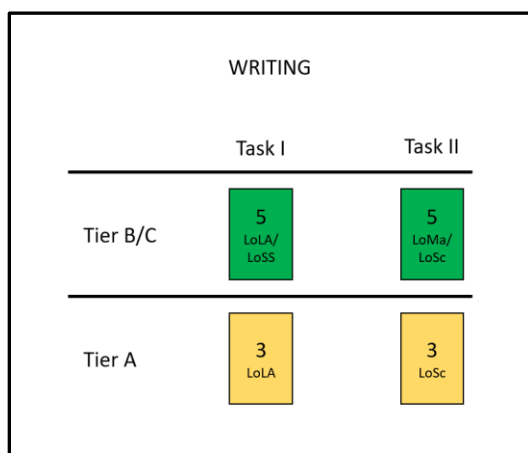 WRITING
Task I Task II
Tier B/C
5
LoLA/
LoSS
5
LoMa/
LoSc
Tier A
3
LoLA
3
LoSc